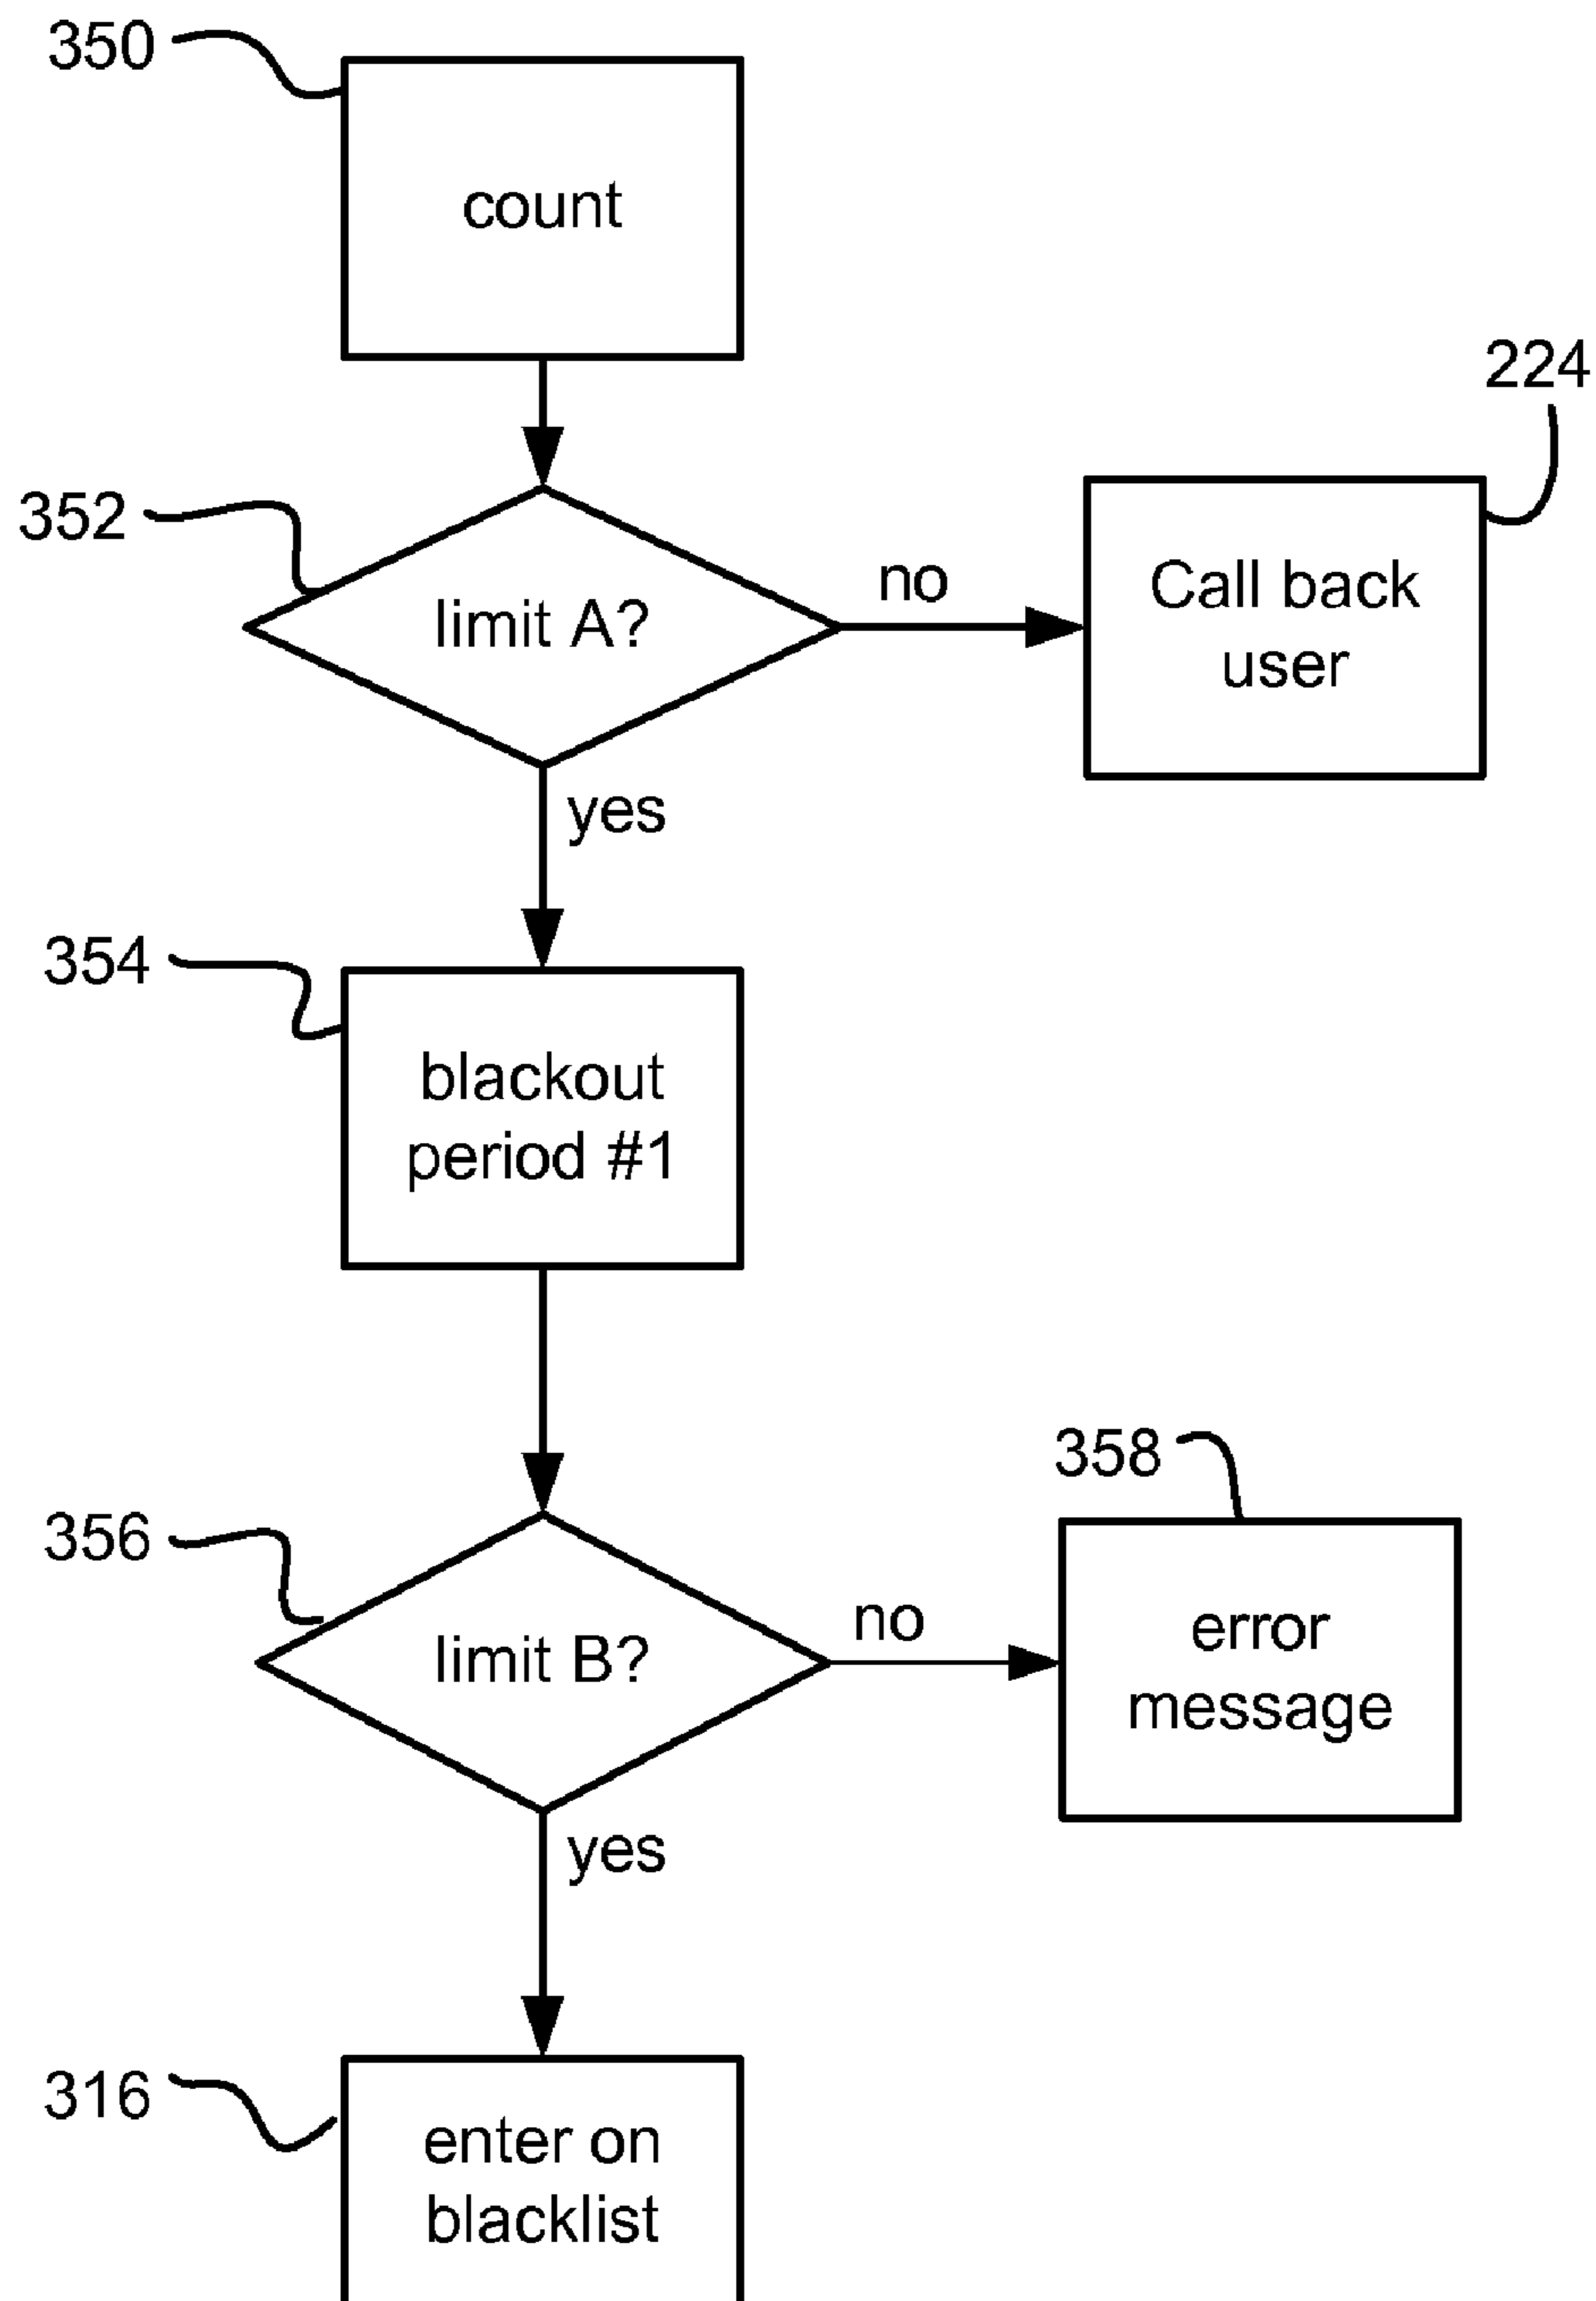 350
count
224
352
limit A?
no
Call back
user
yes
354
blackout
period #1
358
356
limit B?
no
error
message
yes
316
enter on
blacklist